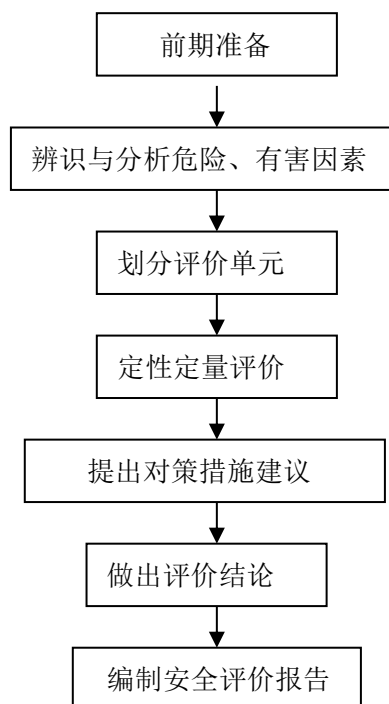 前期准备
辨识与分析危险、有害因素
划分评价单元
定性定量评价
提出对策措施建议
做出评价结论
编制安全评价报告